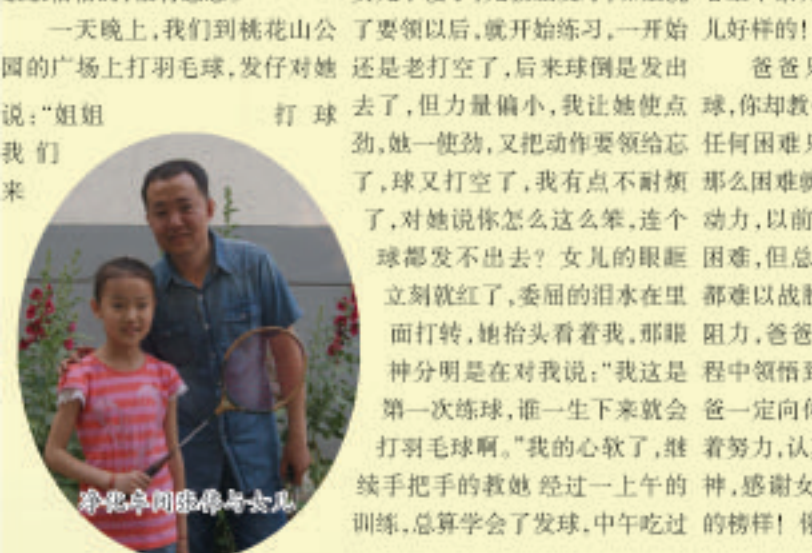 一天晚上,我们到桃花山公
园的广场上打羽毛球,发仔对她
说:“姐姐 打 球
我 们
来
净化车间张伟与女儿
了要领以后,就开始练习,一开始
还是老打空了,后来球倒是发出
去了,但力量偏小,我让她使点
劲,她一使劲,又把动作要领给忘
了,球又打空了,我有点不耐烦
了,对她说你怎么这么笨,连个
球都发不出去?女儿的眼眶
立刻就红了,委屈的泪水在里
面打转,她抬头看着我,那眼
神分明是在对我说:“我这是
第一次练球,谁一生下来就会
打羽毛球啊。”我的心软了,继
续手把手的教她 经过一上午的
训练,总算学会了发球,中午吃过
儿好样的!
爸爸
球,你却教
任何困难
那么困难
动力,以前
困难,但总
都难以战
阻力,爸爸
程中领悟
爸一定向
着努力,认
神,感谢女
的榜样!